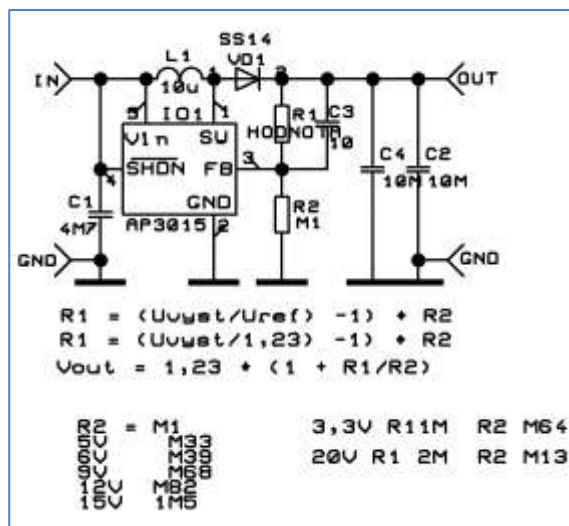 SS14
L1
VD1
2
IN
OUT
10u
1
5
IO1
1
R1
C3
Vin
SW
HODNOTA
10
SHDN
FB
3
C4
C2
4
10M
10M
C1
GND
R2
4M7
AP3015
2
M1
GND
GND
R1 = (Uvyst/Uref) -1) * R2
R1 = (Uvyst/1,23) -1) * R2
Vout = 1,23 * (1 + R1/R2)
R2 = M1
5V M33
6V M39
9V M68
12V M82
15V 1M5
3,3V R11M R2 M64
20V R1 2M R2 M13